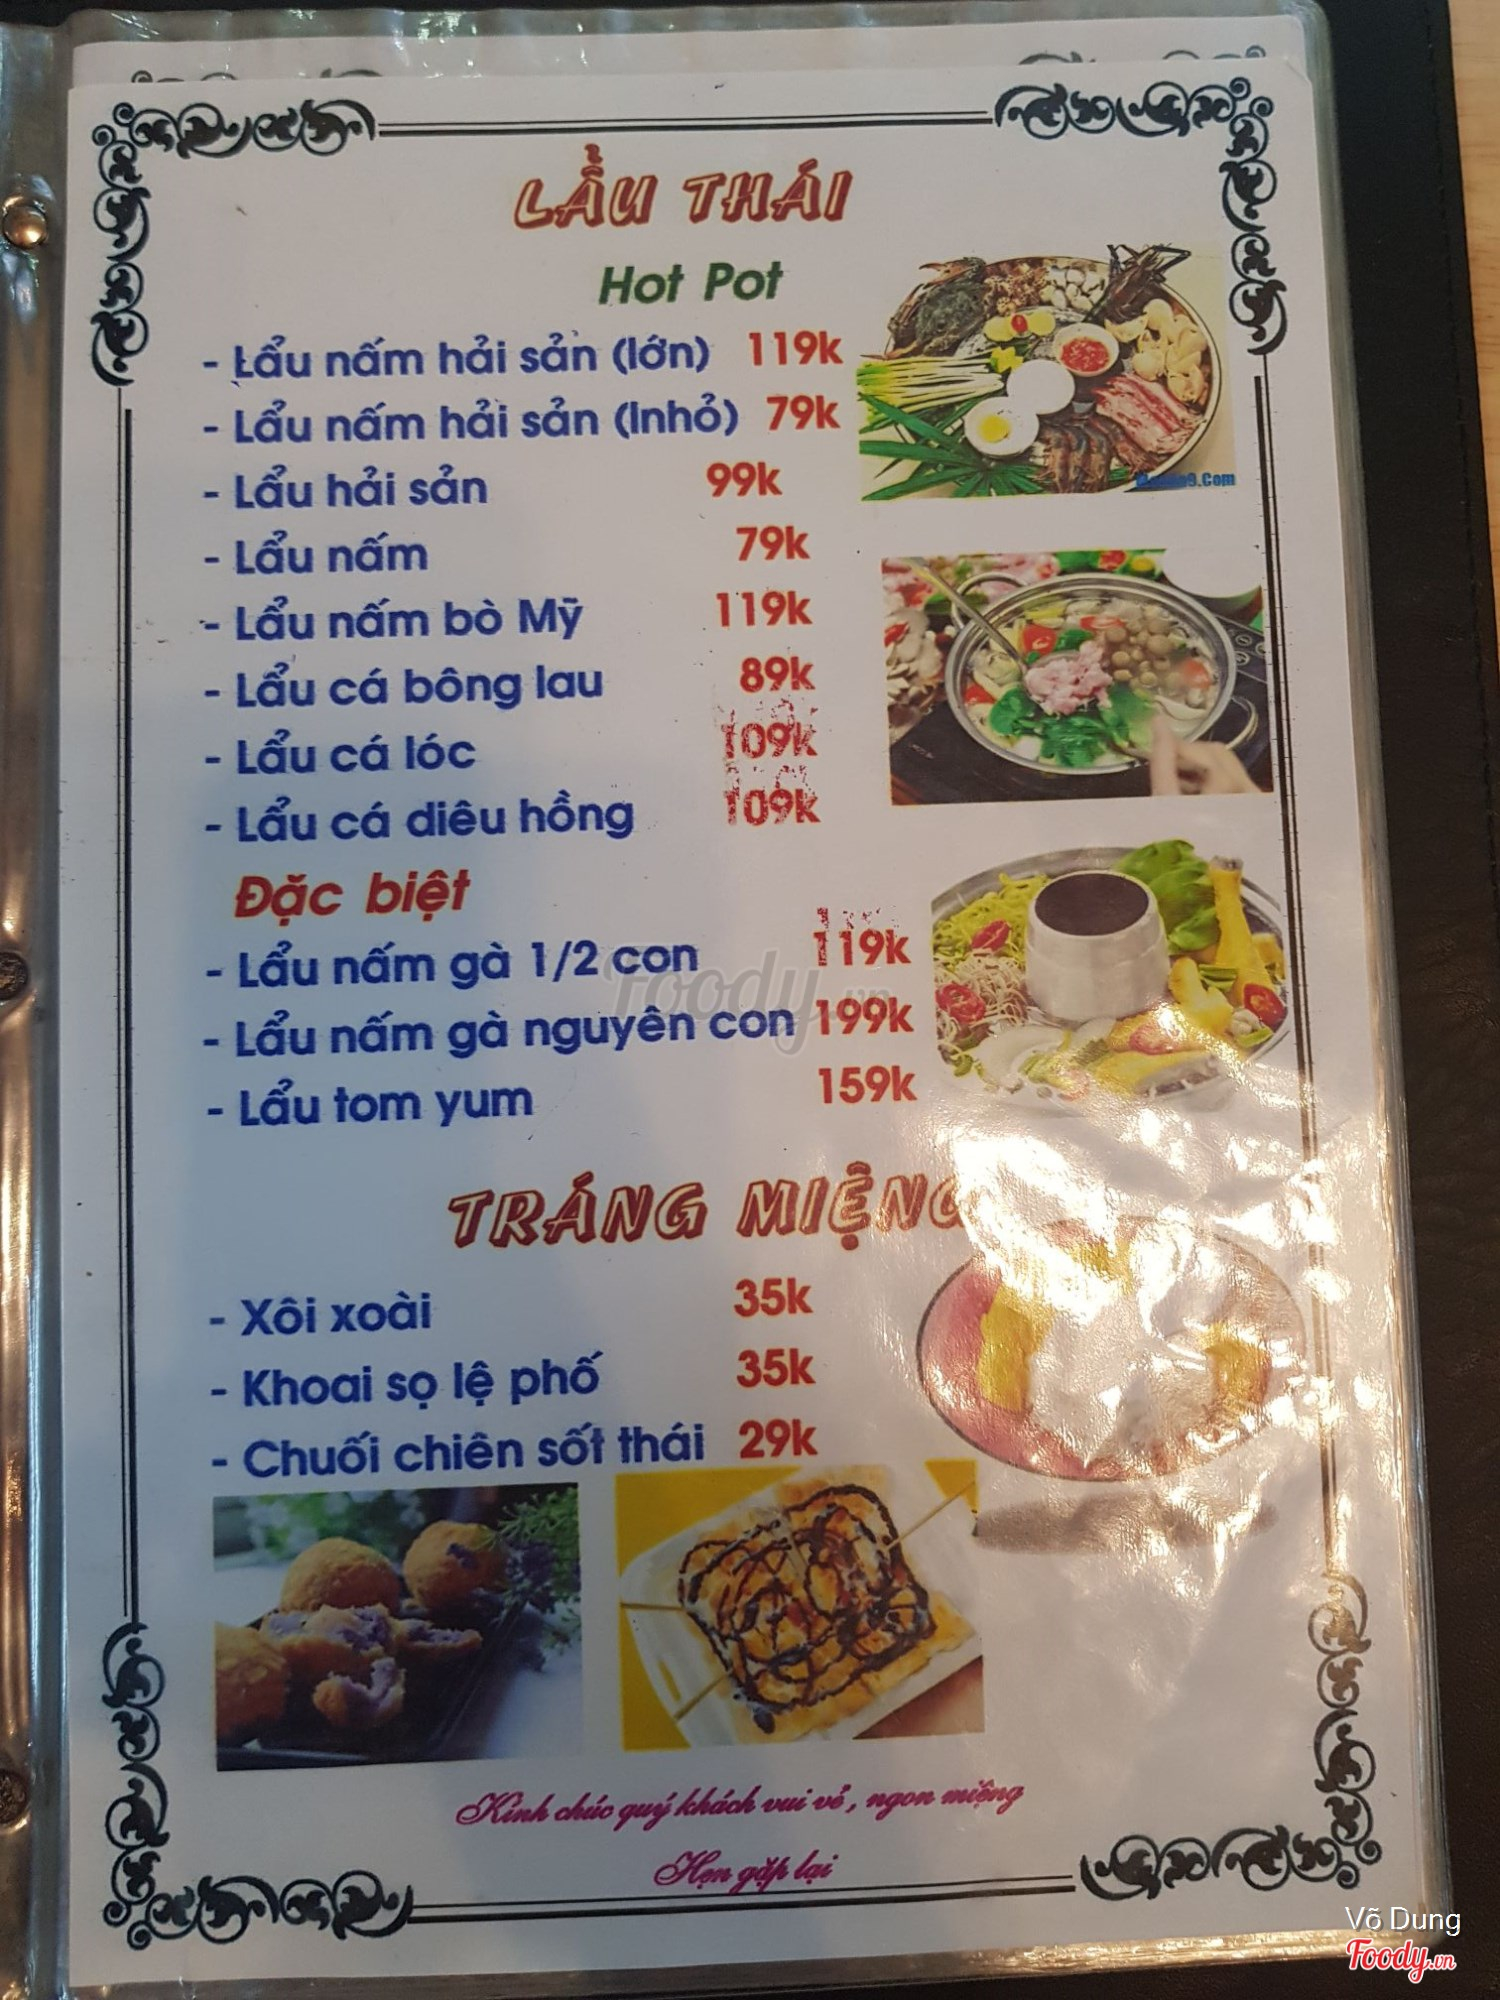 LẨU THÁI
Hot Pot
- Lẩu nấm hải sản (lớn) 119k
- Lẩu nấm hải sản (lnhỏ) 79k
- Lẩu hải sản 99k
- Lẩu nấm 79k
- Lẩu nấm bò Mỹ 119k
- Lẩu cá bông lau 89k
- Lẩu cá lóc 109k
- Lẩu cá diêu hồng 109k
Đặc biệt
- Lẩu nấm gà 1/2 con 119k
- Lẩu nấm gà nguyên con 199k
- Lẩu tom yum 159k
TRÁNG MIỆNG
- Xôi xoài 35k
- Khoai sọ lệ phố 35k
- Chuối chiên sốt thái 29k
Kính chúc quý khách vui vẻ, ngon miệng
Hẹn gặp lại
Foody.vn
Võ Dung
Foody.vn